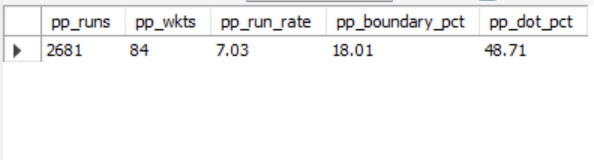 pp_runs pp_wkts pp_run_rate pp_boundary_pct pp_dot_pct
2681 84 7.03 18.01 48.71